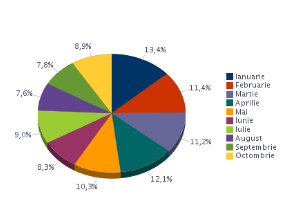 8,9%
13,4%
7,8%
11,4%
7,6%
9,0%
11,2%
8,3%
10,3%
12,1%
Ianuarie
Februarie
Martie
Aprilie
Mai
Iunie
Iulie
August
Septembrie
Octombrie